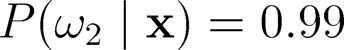 P(ω₂ | x) = 0.99